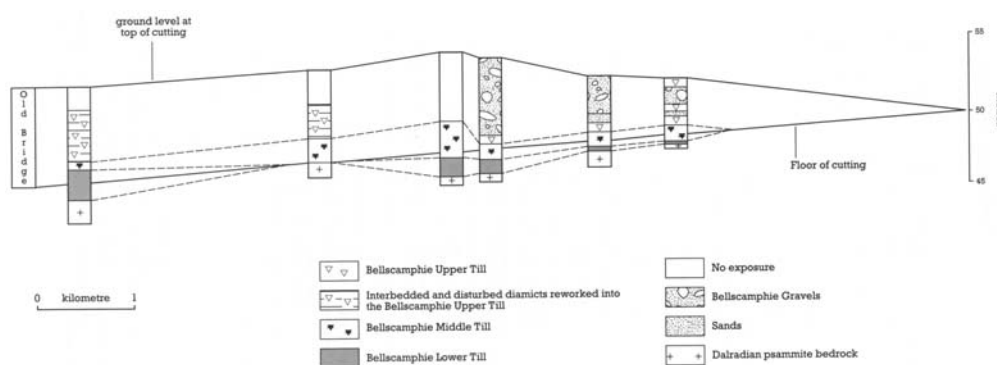 ground level at
top of cutting
55
50
45
Old Bridge
Floor of cutting
Bellscamphie Upper Till
Interbedded and disturbed diamicts reworked into
the Bellscamphie Upper Till
Bellscamphie Middle Till
Bellscamphie Lower Till
No exposure
Bellscamphie Gravels
Sands
Dalradian psammite bedrock
0 kilometre 1